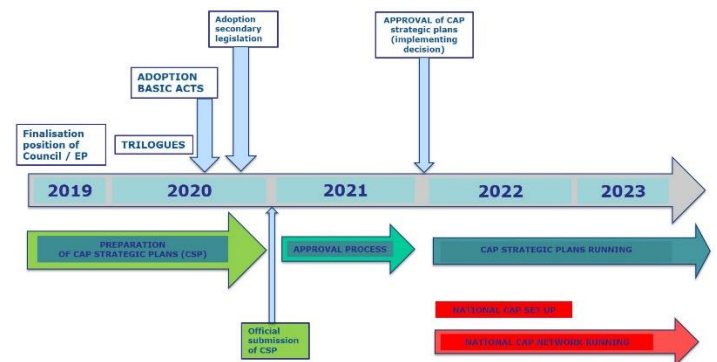 Adoption
secondary
legislation
APPROVAL of CAP
strategic plans
(implementing
decision)
ADOPTION
BASIC ACTS
Finalisation
position of
Council / EP
TRILOGUES
2019
2020
2021
2022
2023
PREPARATION
OF CAP STRATEGIC PLANS (CSP)
APPROVAL PROCESS
CAP STRATEGIC PLANS RUNNING
Official
submission
of CSP
NATIONAL CAP SET UP
NATIONAL CAP NETWORK RUNNING